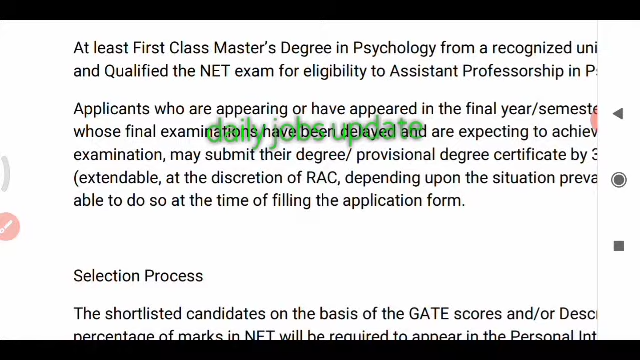 At least First Class Master's Degree in Psychology from a recognized uni
and Qualified the NET exam for eligibility to Assistant Professorship in P
Applicants who are appearing or have appeared in the final year/semeste
whose final examinations have been delayed and are expecting to achiev
daily jobs update
examination, may submit their degree/ provisional degree certificate by 3
(extendable, at the discretion of RAC, depending upon the situation preva
able to do so at the time of filling the application form.
Selection Process
The shortlisted candidates on the basis of the GATE scores and/or Desc
percentage of marks in NET will be required to appear in the Personal Int